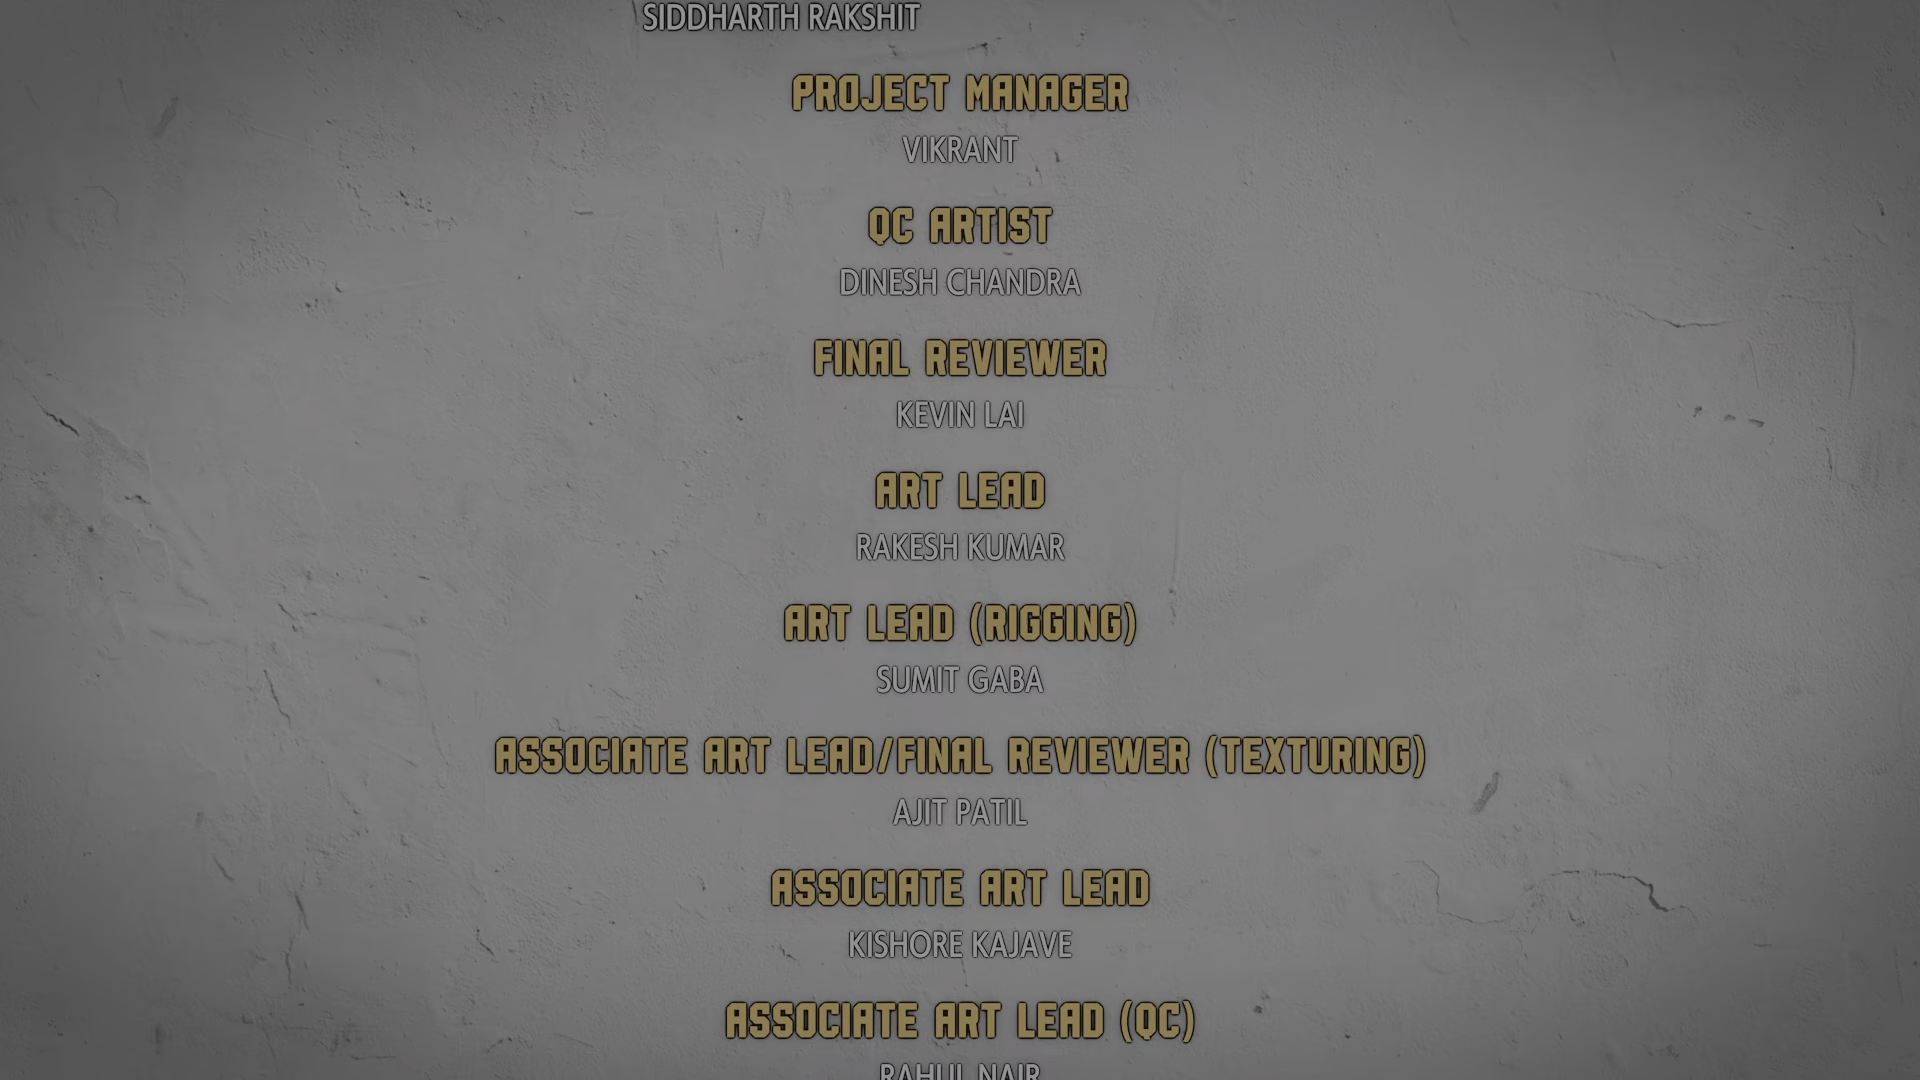 SIDDHARTH RAKSHIT
PROJECT MANAGER
VIKRANT
QC ARTIST
DINESH CHANDRA
FINAL REVIEWER
KEVIN LAI
ART LEAD
RAKESH KUMAR
ART LEAD (RIGGING)
SUMIT GABA
ASSOCIATE ART LEAD/FINAL REVIEWER (TEXTURING)
AJIT PATIL
ASSOCIATE ART LEAD
KISHORE KAJAVE
ASSOCIATE ART LEAD (QC)
RAHUL NAIR